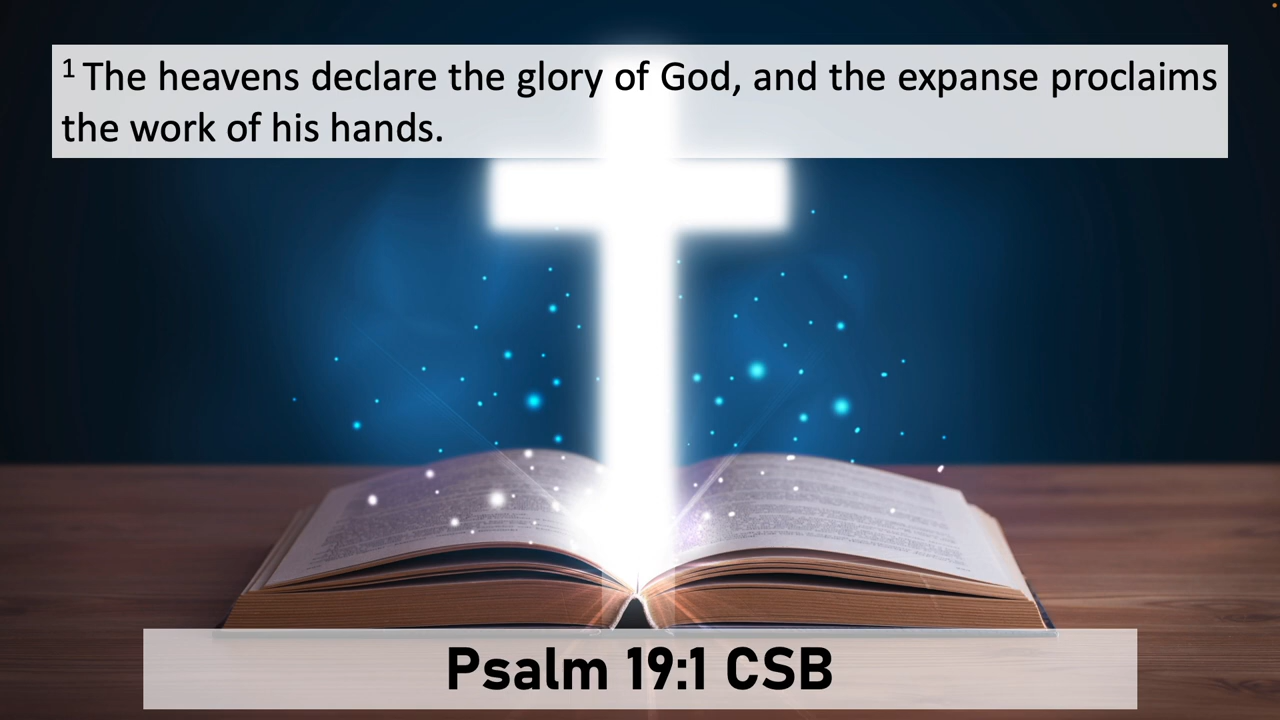 ¹ The heavens declare the glory of God, and the expanse proclaims
the work of his hands.
Psalm 19:1 CSB